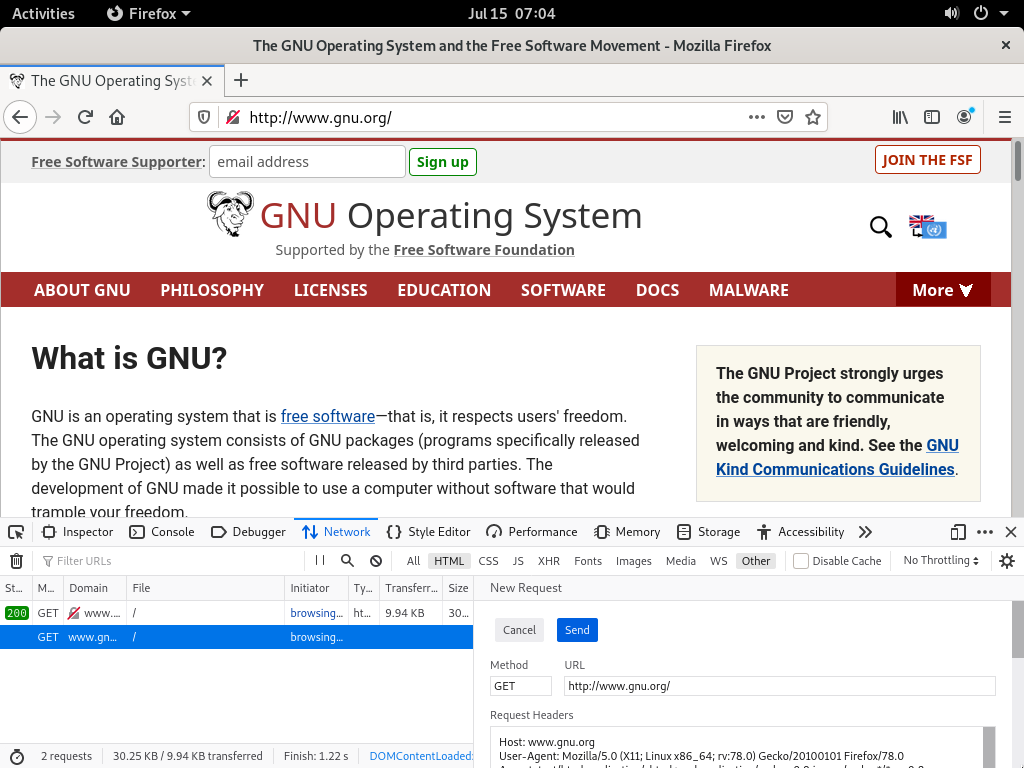 Activities Firefox Jul 15 07:04
The GNU Operating System and the Free Software Movement - Mozilla Firefox
The GNU Operating Syst
http://www.gnu.org/
Free Software Supporter: email address Sign up JOIN THE FSF
GNU Operating System
Supported by the Free Software Foundation
ABOUT GNU PHILOSOPHY LICENSES EDUCATION SOFTWARE DOCS MALWARE More
What is GNU?
GNU is an operating system that is free software—that is, it respects users' freedom.
The GNU operating system consists of GNU packages (programs specifically released
by the GNU Project) as well as free software released by third parties. The
development of GNU made it possible to use a computer without software that would
trample your freedom.
The GNU Project strongly urges
the community to communicate
in ways that are friendly,
welcoming and kind. See the GNU
Kind Communications Guidelines.
Inspector Console Debugger Network Style Editor Performance Memory Storage Accessibility
Filter URLs All HTML CSS JS XHR Fonts Images Media WS Other Disable Cache No Throttling
St... M... Domain File Initiator Ty... Transferr... Size
200 GET www.... / browsing... ht... 9.94 KB 30...
GET www.gn... / browsing...
New Request
Cancel Send
Method URL
GET http://www.gnu.org/
Request Headers
Host: www.gnu.org
User-Agent: Mozilla/5.0 (X11; Linux x86_64; rv:78.0) Gecko/20100101 Firefox/78.0
2 requests 30.25 KB / 9.94 KB transferred Finish: 1.22 s DOMContentLoaded: